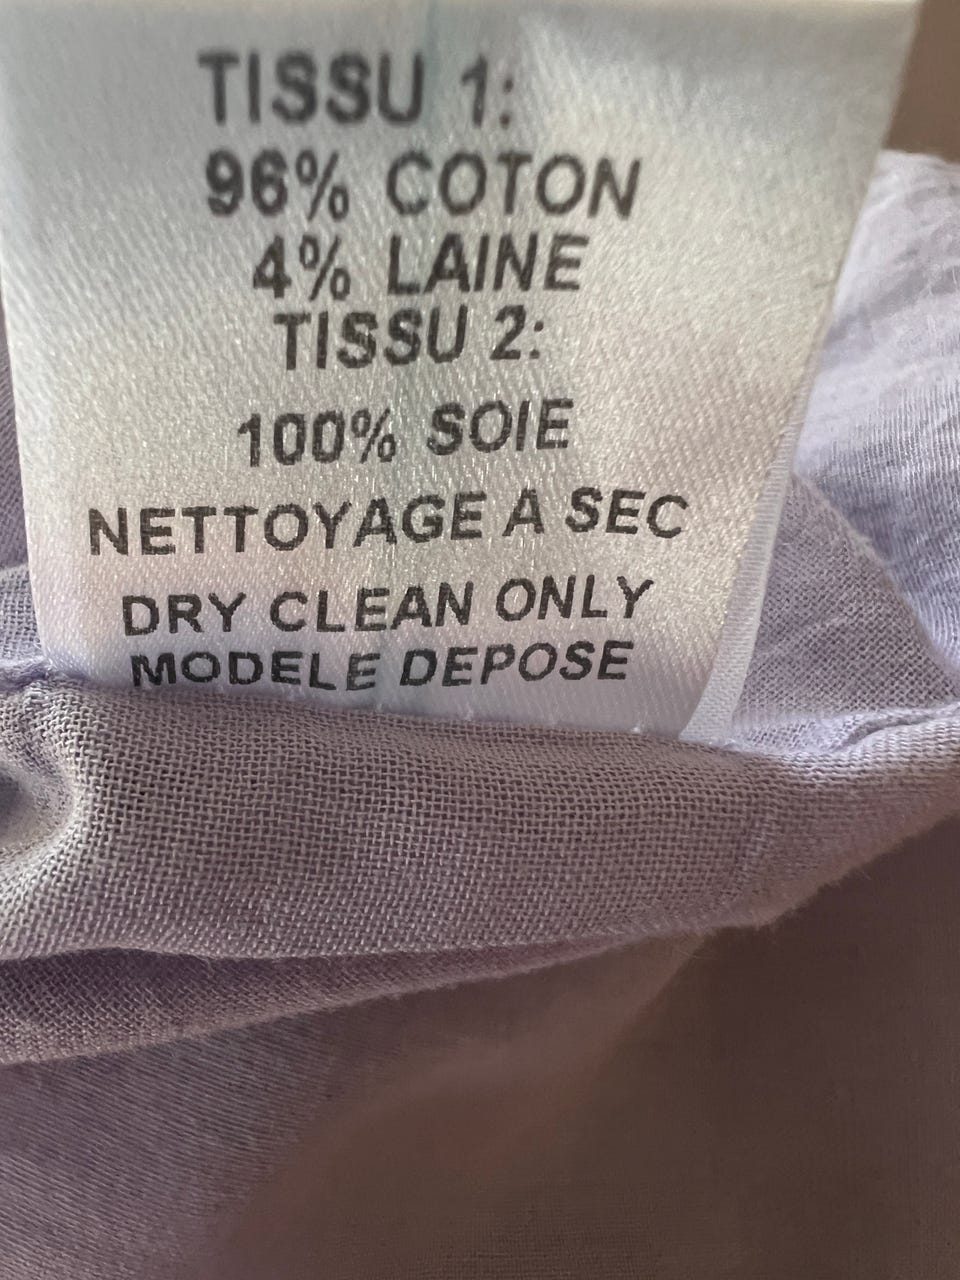 TISSU 1:
96% COTON
4% LAINE
TISSU 2:
100% SOIE
NETTOYAGE A SEC
DRY CLEAN ONLY
MODELE DEPOSE